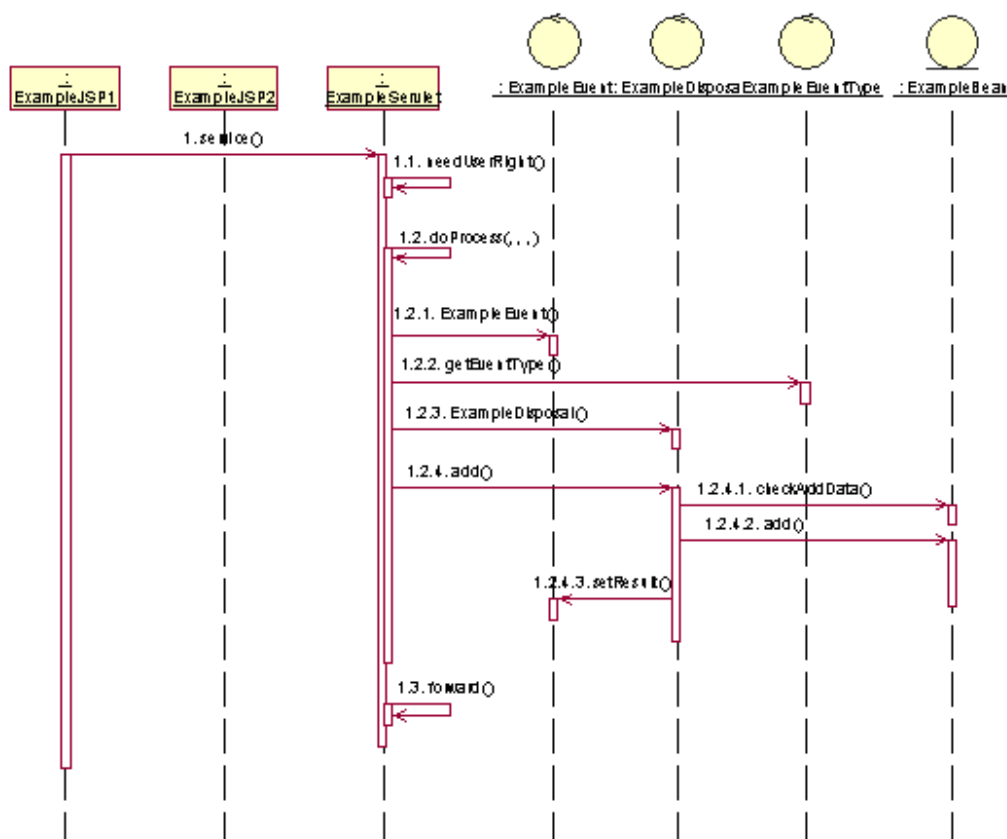 :
ExampleJSP1
:
ExampleJSP2
:
ExampleServlet
: ExampleEvent
: ExampleDisposa
ExampleEventType
: ExampleBean
1. service()
1.1. needUserRight()
1.2. doProcess(, , , )
1.2.1. ExampleEvent()
1.2.2. getEventType()
1.2.3. ExampleDisposal()
1.2.4. add()
1.2.4.1. checkAddData()
1.2.4.2. add()
1.2.4.3. setResult()
1.3. forward()